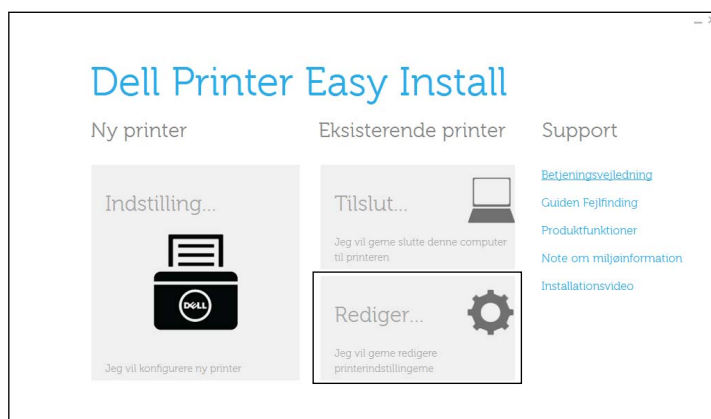 Dell Printer Easy Install
Ny printer
Indstilling...
DELL
Jeg vil konfigurere ny printer
Eksisterende printer
Tilslut...
Jeg vil gerne slutte denne computer
til printeren
Rediger...
Jeg vil gerne redigere
printerindstillingerne
Support
Betjeningsvejledning
Guiden Fejlfinding
Produktfunktioner
Note om miljøinformation
Installationsvideo